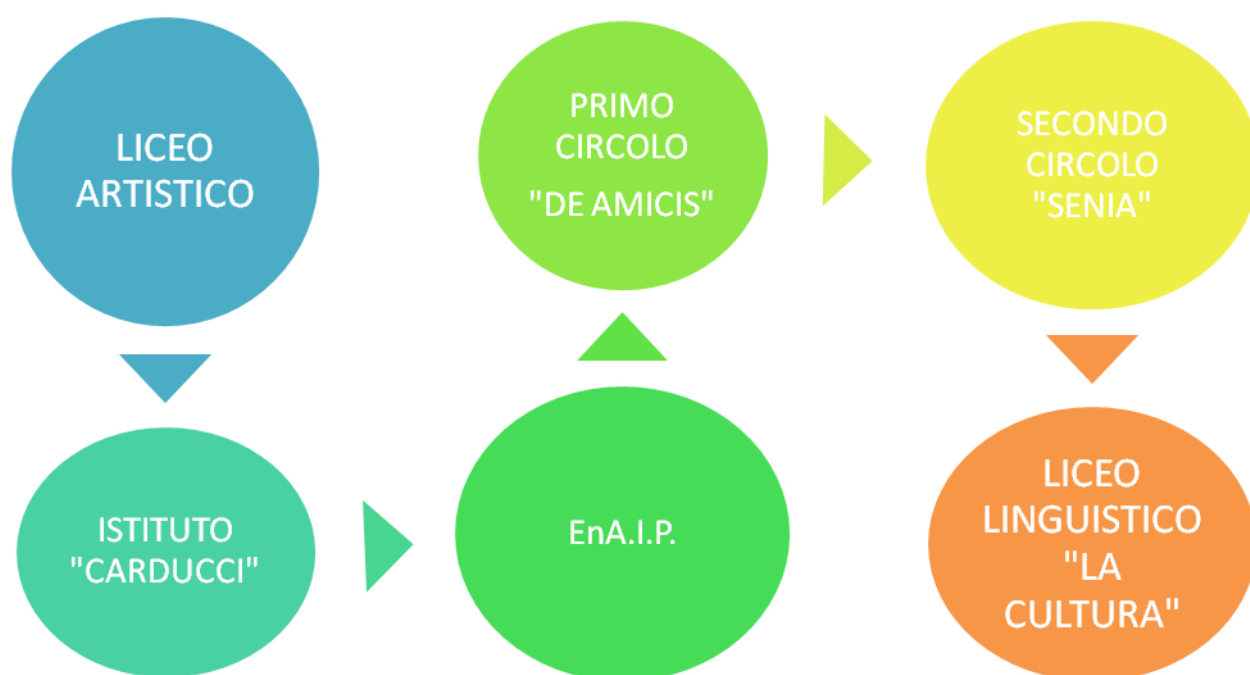 LICEO
ARTISTICO
ISTITUTO
"CARDUCCI"
EnA.I.P.
PRIMO
CIRCOLO
"DE AMICIS"
SECONDO
CIRCOLO
"SENIA"
LICEO
LINGUISTICO
"LA
CULTURA"